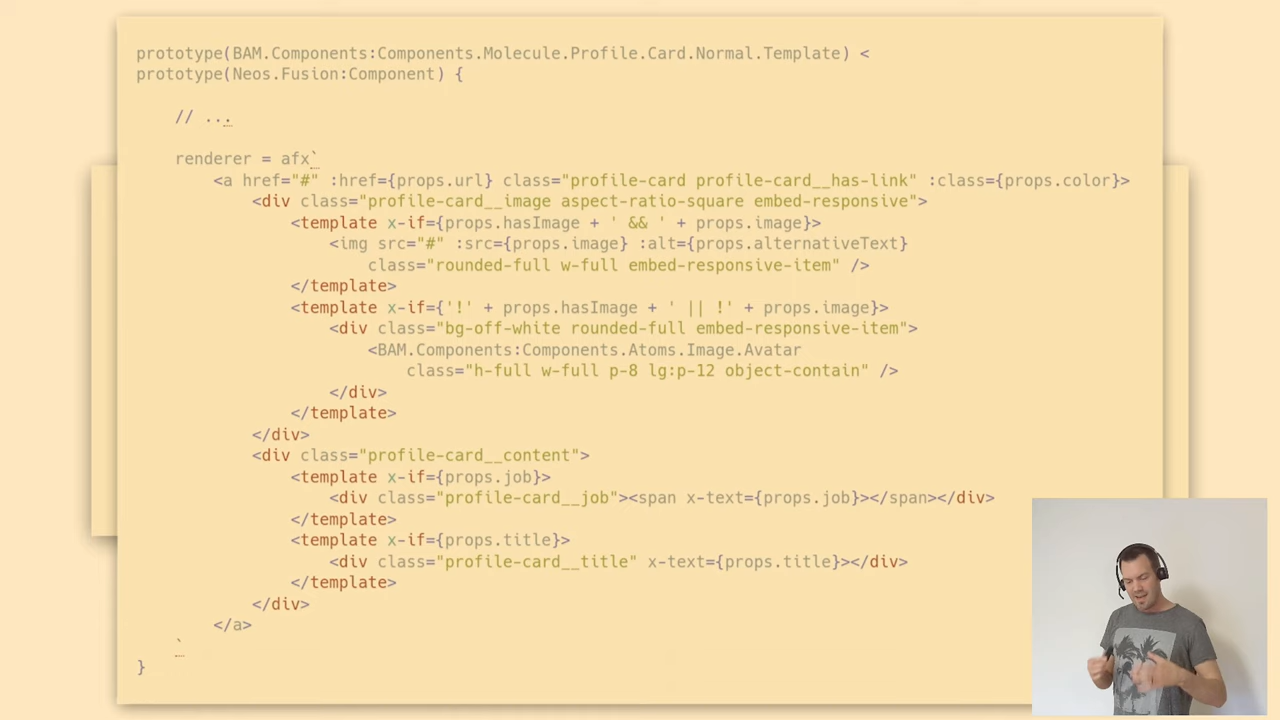 prototype(BAM.Components:Components.Molecule.Profile.Card.Normal.Template) <
prototype(Neos.Fusion:Component) {
// ...
renderer = afx`
<a href="#" :href={props.url} class="profile-card profile-card__has-link" :class={props.color}>
<div class="profile-card__image aspect-ratio-square embed-responsive">
<template x-if={props.hasImage + ' && ' + props.image}>
<img src="#" :src={props.image} :alt={props.alternativeText}
class="rounded-full w-full embed-responsive-item" />
</template>
<template x-if={'!' + props.hasImage + ' || !' + props.image}>
<div class="bg-off-white rounded-full embed-responsive-item">
<BAM.Components:Components.Atoms.Image.Avatar
class="h-full w-full p-8 lg:p-12 object-contain" />
</div>
</template>
</div>
<div class="profile-card__content">
<template x-if={props.job}>
<div class="profile-card__job"><span x-text={props.job}></span></div>
</template>
<template x-if={props.title}>
<div class="profile-card__title" x-text={props.title}></div>
</template>
</div>
</a>
`
}